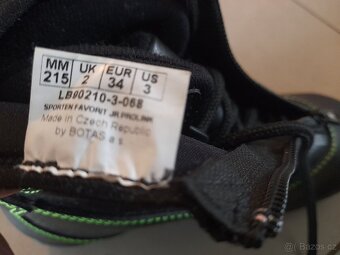 MM UK EUR US
215 2 34 3
LB90210-3-068
SPORTEN FAVORIT JR PROLINK
Made in Czech Republic
by BOTAS a.s
© Bazos.cz